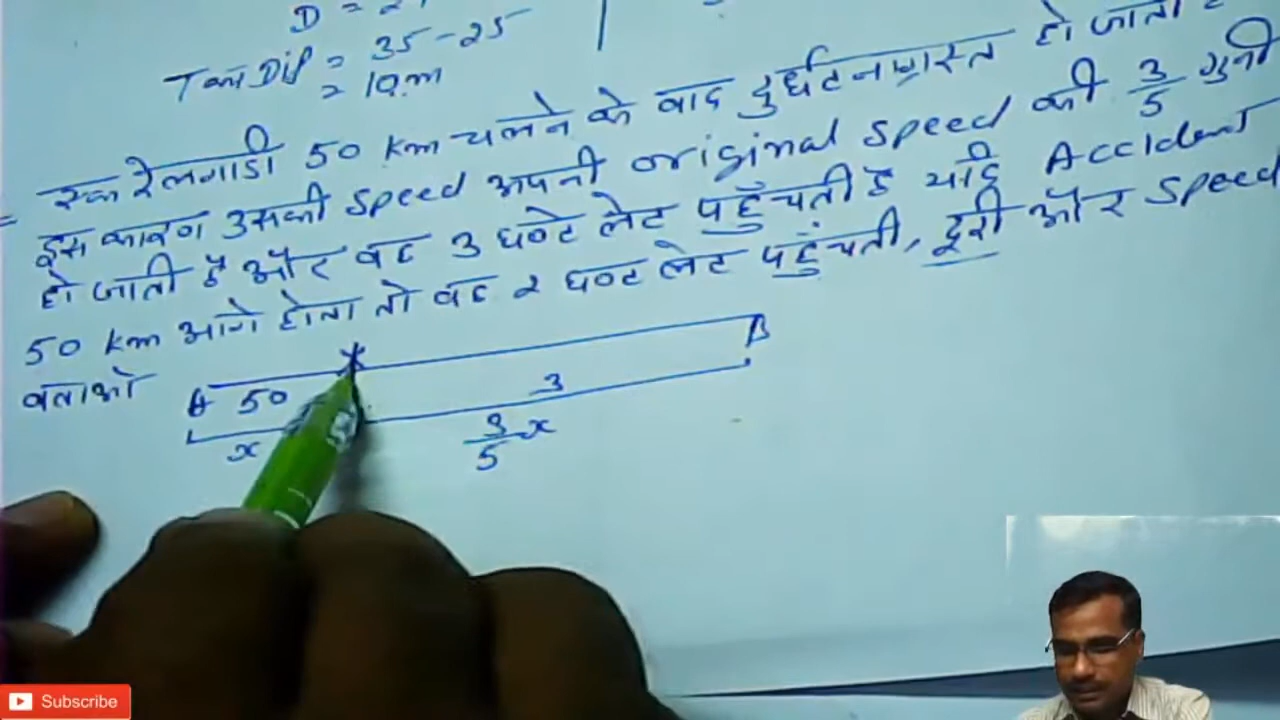 D =
= 35-25
= 10 m
एक रेलगाडी 50 km चलने के बाद दुर्घटनाग्रस्त हो जाती
इस कारण उसकी speed अपनी original speed की 3/5 गुनी
हो जाती है और वह 3 घण्टे लेट पहुँचती है यदि Accident
50 km आगे होता तो वह 2 घण्टे लेट पहुंचती, दूरी और speed
बताओ
A 50 3 B
x 3/5 x
Subscribe